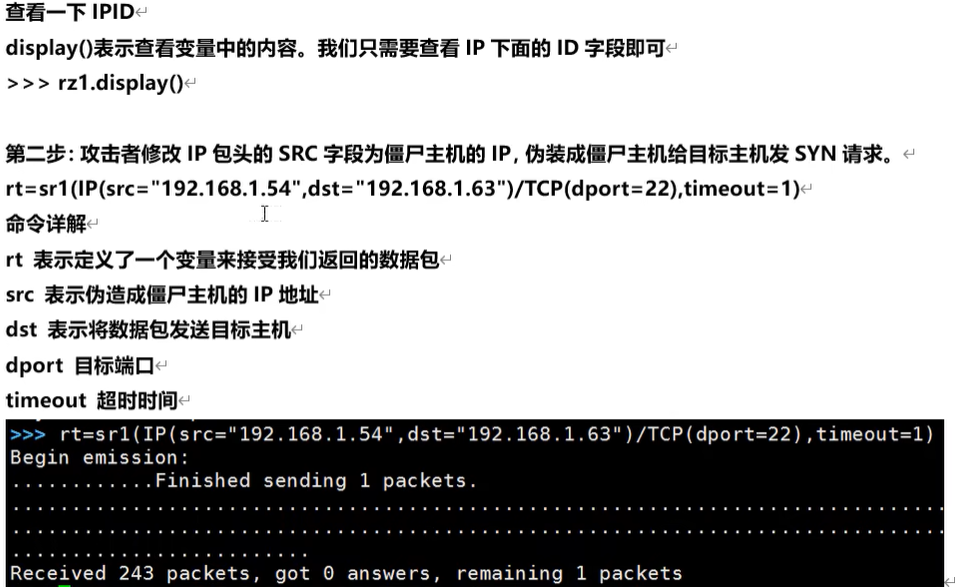 查看一下 IPID
display()表示查看变量中的内容。我们只需要查看 IP 下面的 ID 字段即可
>>> rz1.display()
第二步：攻击者修改 IP 包头的 SRC 字段为僵尸主机的 IP，伪装成僵尸主机给目标主机发 SYN 请求。
rt=sr1(IP(src="192.168.1.54",dst="192.168.1.63")/TCP(dport=22),timeout=1)
命令详解
rt 表示定义了一个变量来接受我们返回的数据包
src 表示伪造成僵尸主机的 IP 地址
dst 表示将数据包发送目标主机
dport 目标端口
timeout 超时时间
>>> rt=sr1(IP(src="192.168.1.54",dst="192.168.1.63")/TCP(dport=22),timeout=1)
Begin emission:
............Finished sending 1 packets.
..............................................................................
..............................................................................
.........................
Received 243 packets, got 0 answers, remaining 1 packets